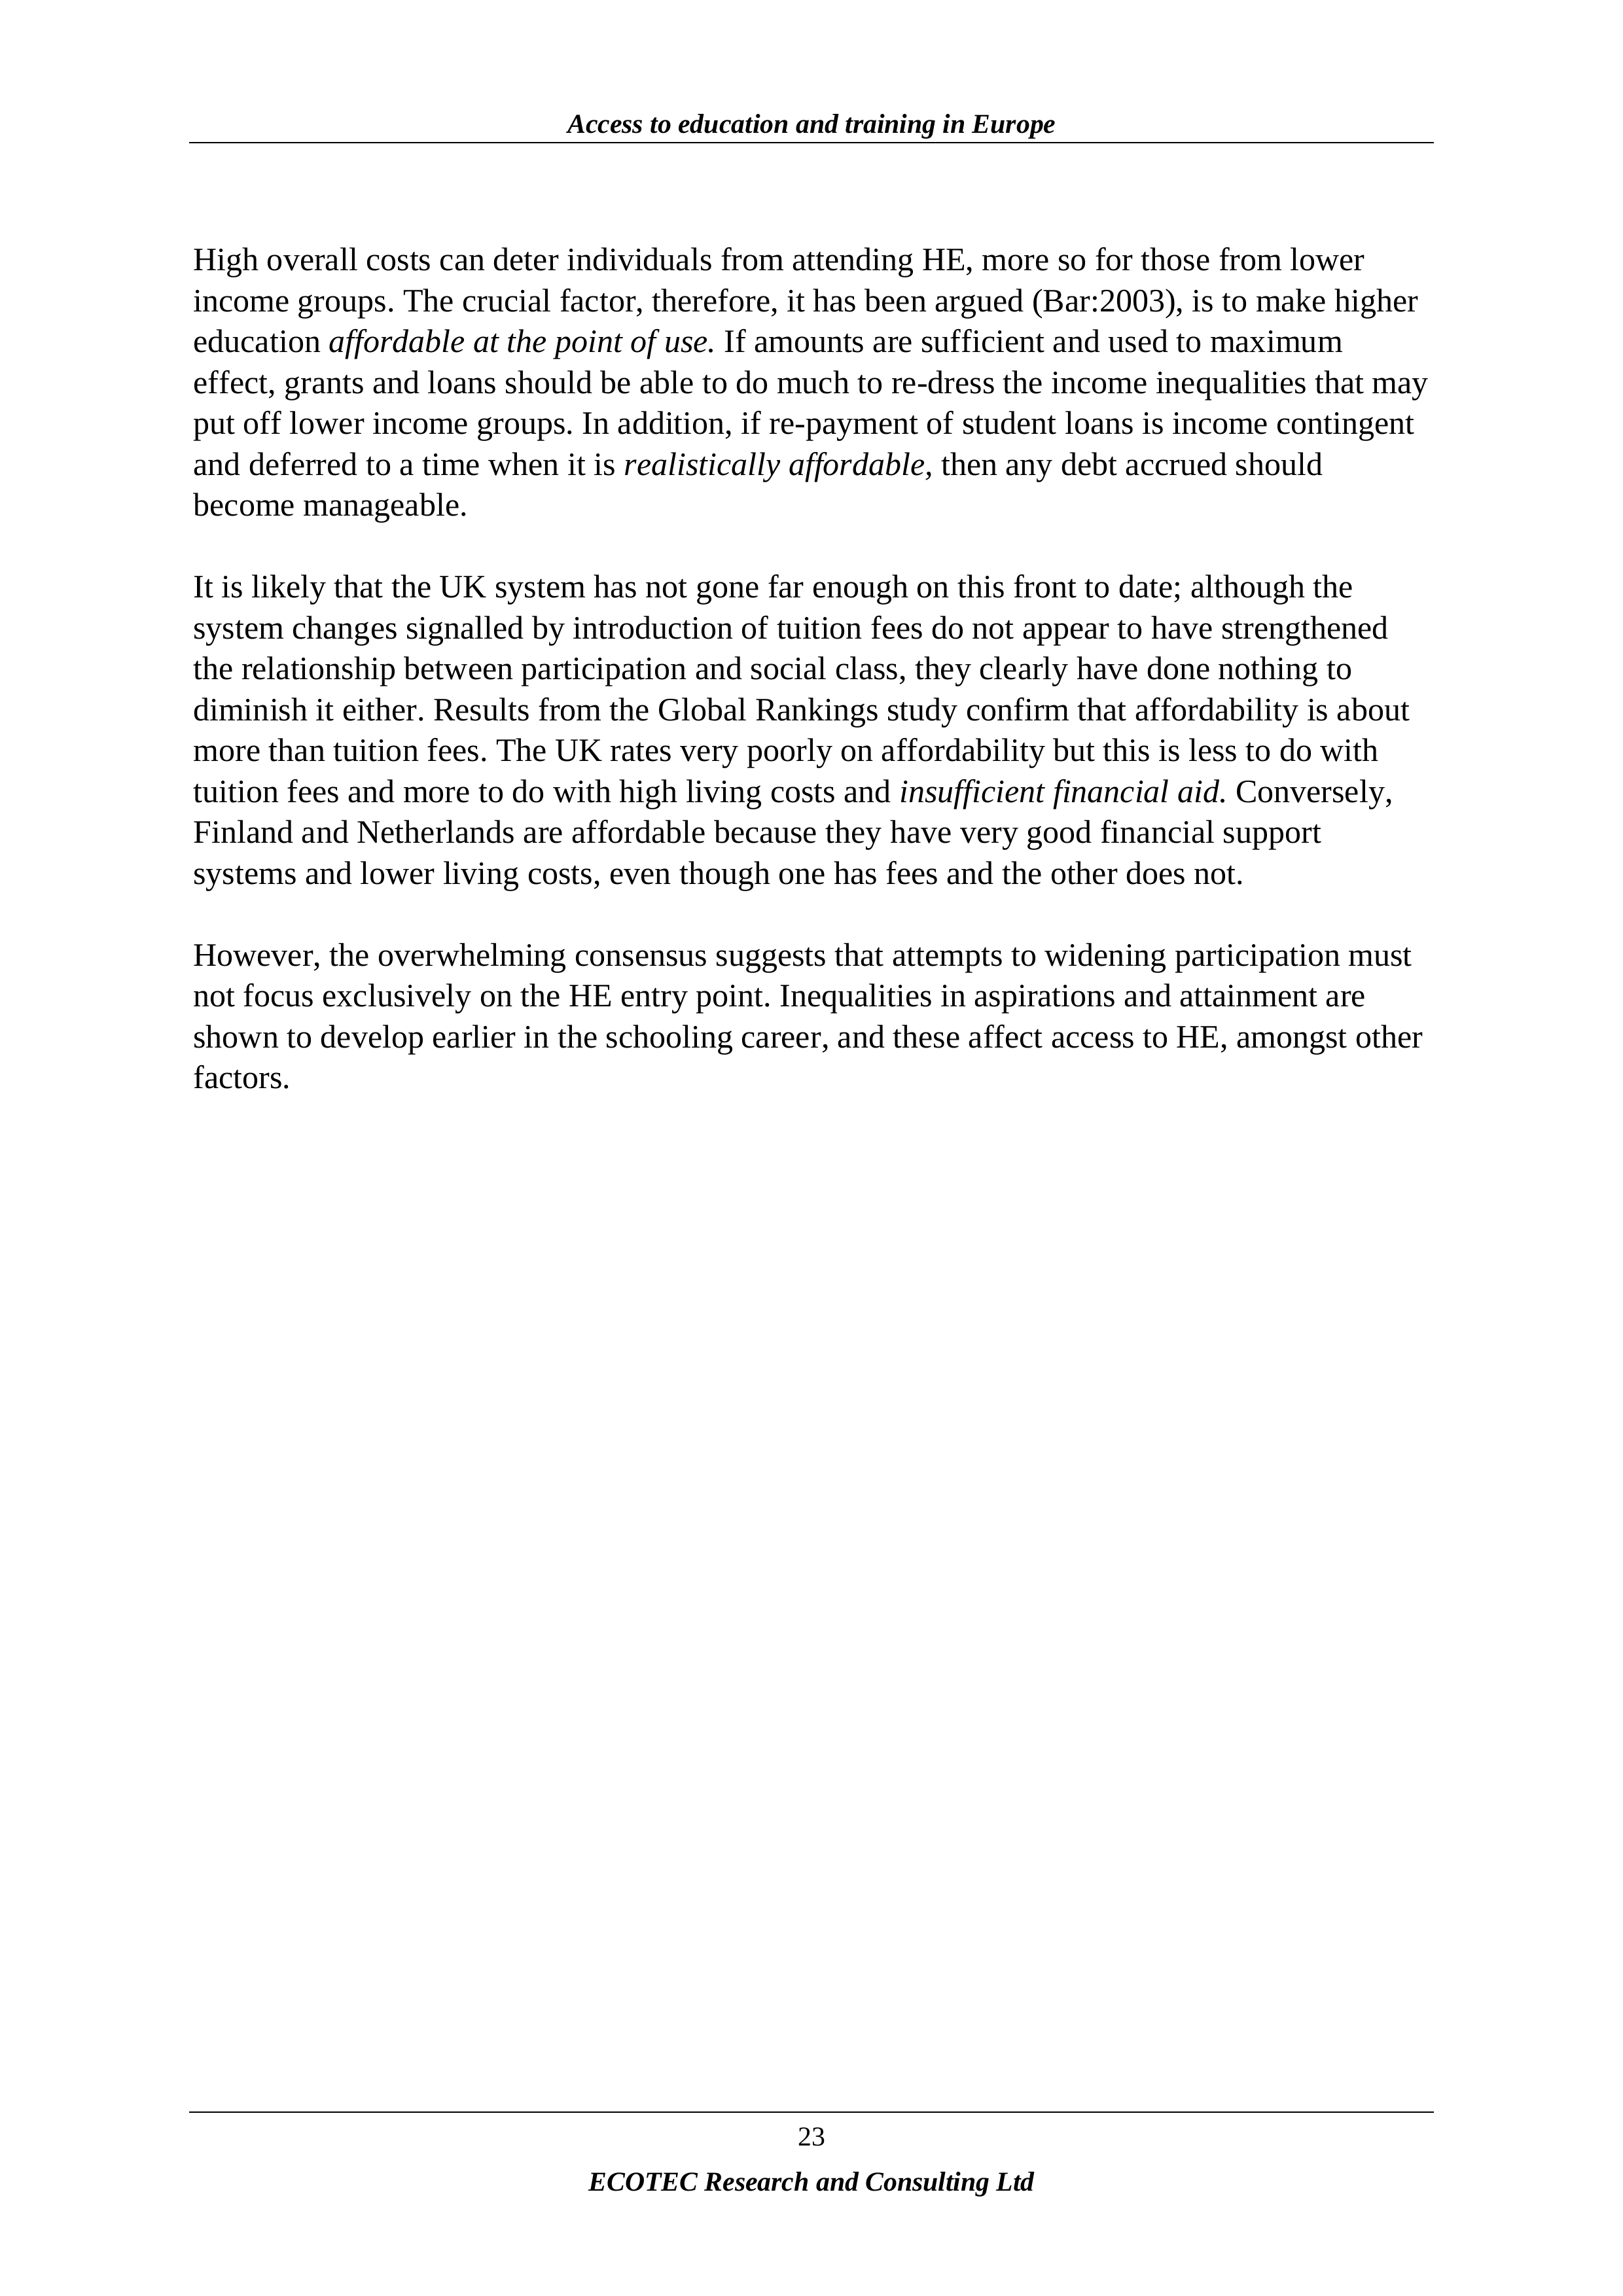 Access to education and training in Europe
High overall costs can deter individuals from attending HE, more so for those from lower
income groups. The crucial factor, therefore, it has been argued (Bar:2003), is to make higher
education affordable at the point of use. If amounts are sufficient and used to maximum
effect, grants and loans should be able to do much to re-dress the income inequalities that may
put off lower income groups. In addition, if re-payment of student loans is income contingent
and deferred to a time when it is realistically affordable, then any debt accrued should
become manageable.
It is likely that the UK system has not gone far enough on this front to date; although the
system changes signalled by introduction of tuition fees do not appear to have strengthened
the relationship between participation and social class, they clearly have done nothing to
diminish it either. Results from the Global Rankings study confirm that affordability is about
more than tuition fees. The UK rates very poorly on affordability but this is less to do with
tuition fees and more to do with high living costs and insufficient financial aid. Conversely,
Finland and Netherlands are affordable because they have very good financial support
systems and lower living costs, even though one has fees and the other does not.
However, the overwhelming consensus suggests that attempts to widening participation must
not focus exclusively on the HE entry point. Inequalities in aspirations and attainment are
shown to develop earlier in the schooling career, and these affect access to HE, amongst other
factors.
23
ECOTEC Research and Consulting Ltd